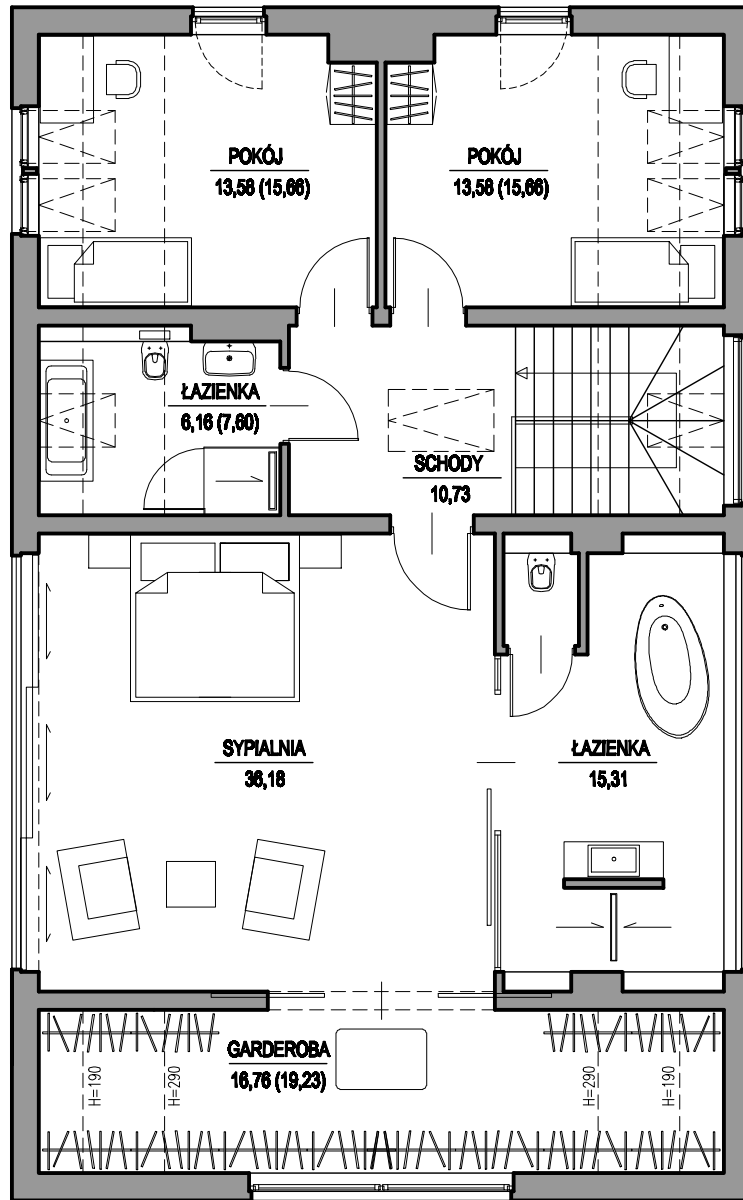 POKÓJ
13,58 (15,66)
POKÓJ
13,58 (15,66)
ŁAZIENKA
6,16 (7,60)
SCHODY
10,73
SYPIALNIA
36,18
ŁAZIENKA
15,31
GARDEROBA
16,76 (19,23)
H=190
H=290
H=290
H=190